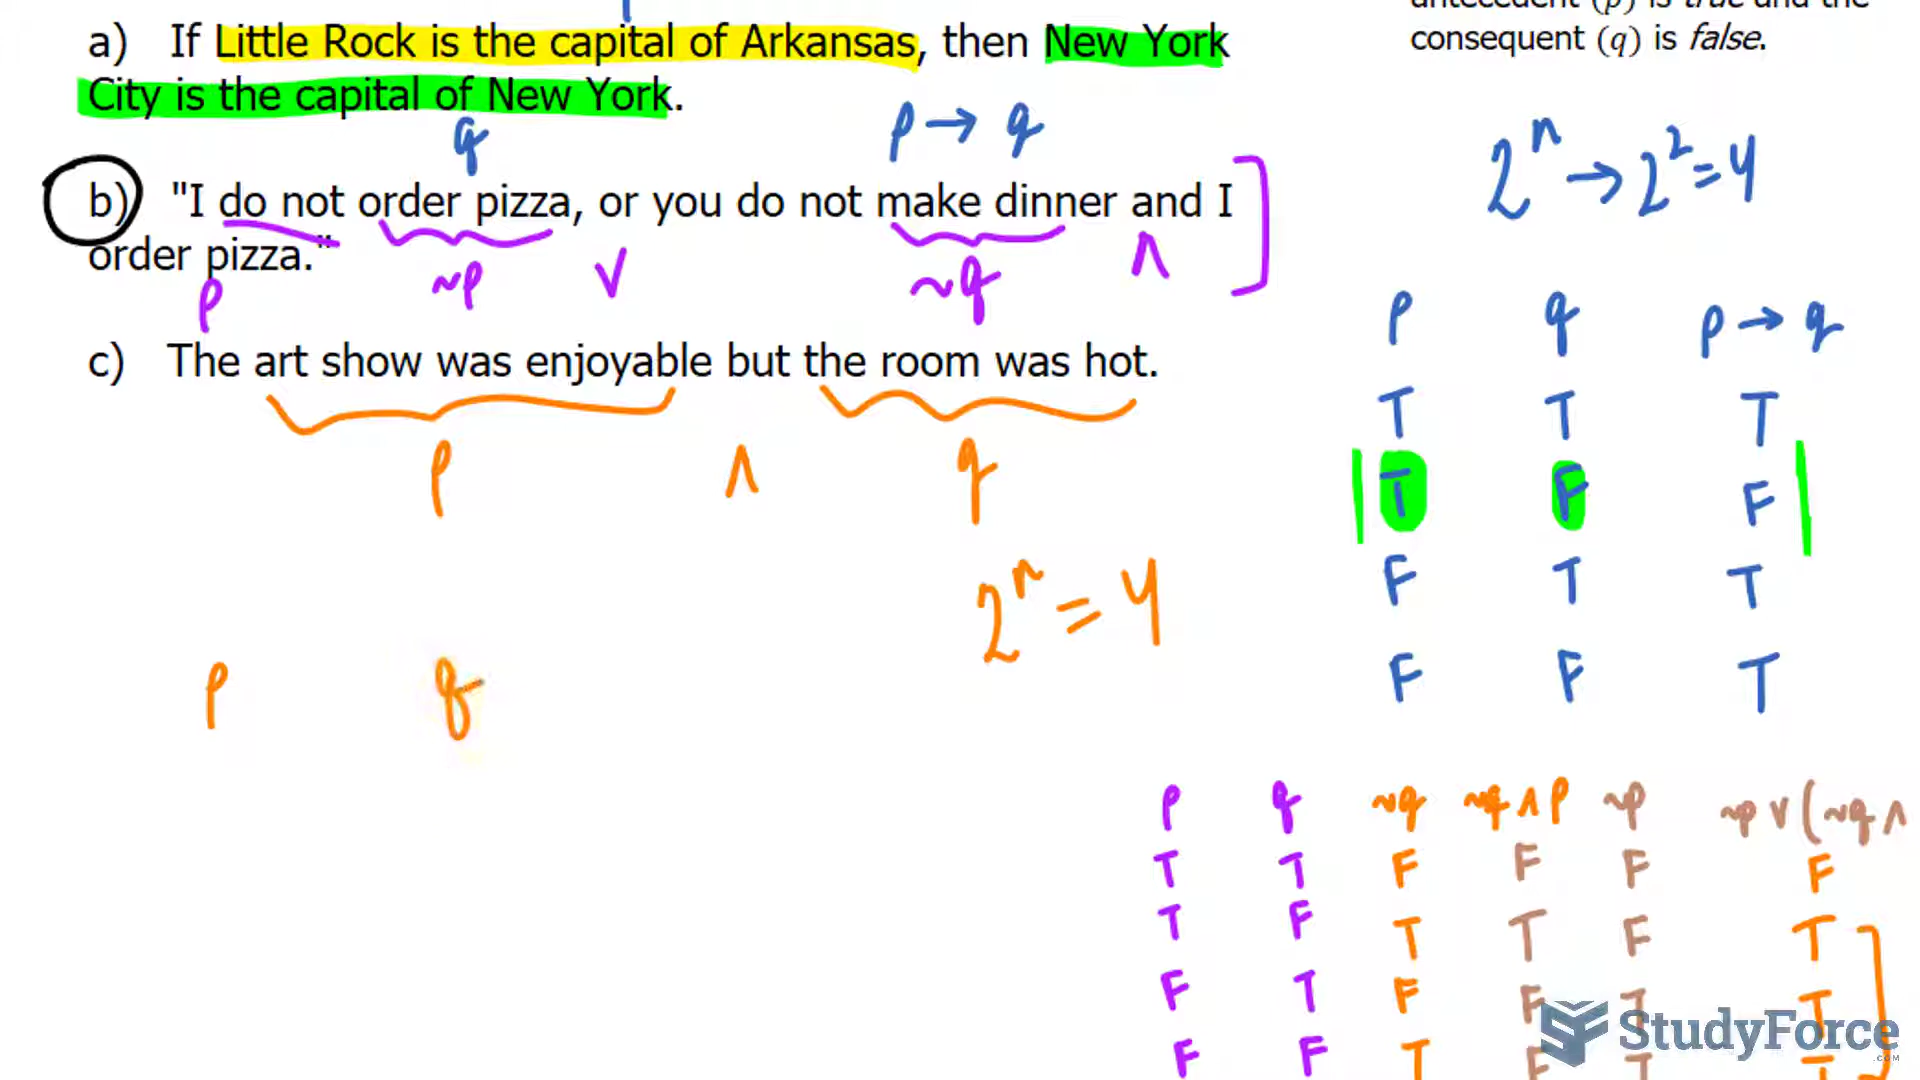 antecedent (p) is true and the
consequent (q) is false.
a) If Little Rock is the capital of Arkansas, then New York
City is the capital of New York.
q
p → q
b) "I do not order pizza, or you do not make dinner and I
order pizza."
p ~p ∨ ~q ∧
2ⁿ → 2² = 4
c) The art show was enjoyable but the room was hot.
p ∧ q
2ⁿ = 4
p q
p q p → q
T T T
T F F
F T T
F F T
p q ~q ~q ∧ p ~p ~p ∨ (~q ∧
T T F F F F
T F T T F T
F T F F T T
F F T F T T
StudyForce
.COM